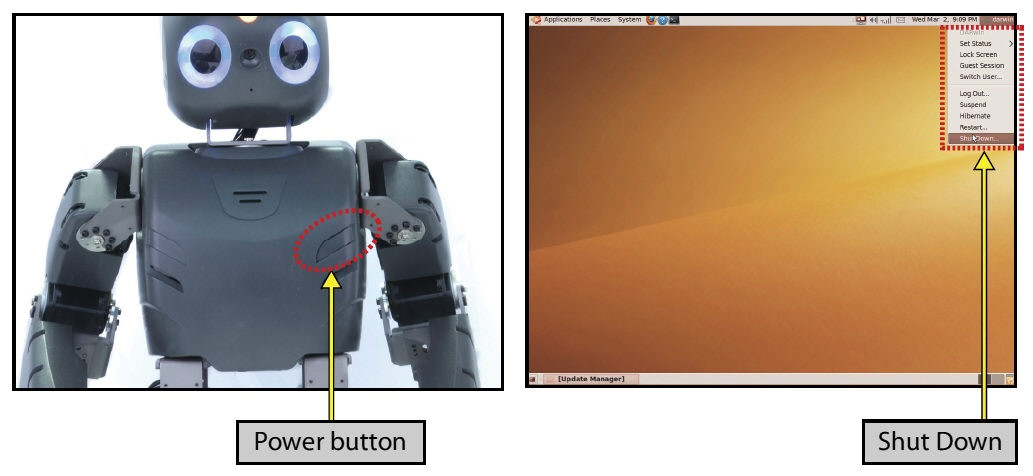 Applications Places System
Wed Mar 2, 9:09 PM darwin
DARwIn
Set Status
Lock Screen
Guest Session
Switch User...
Log Out...
Suspend
Hibernate
Restart...
Shut Down...
[Update Manager]
Power button
Shut Down